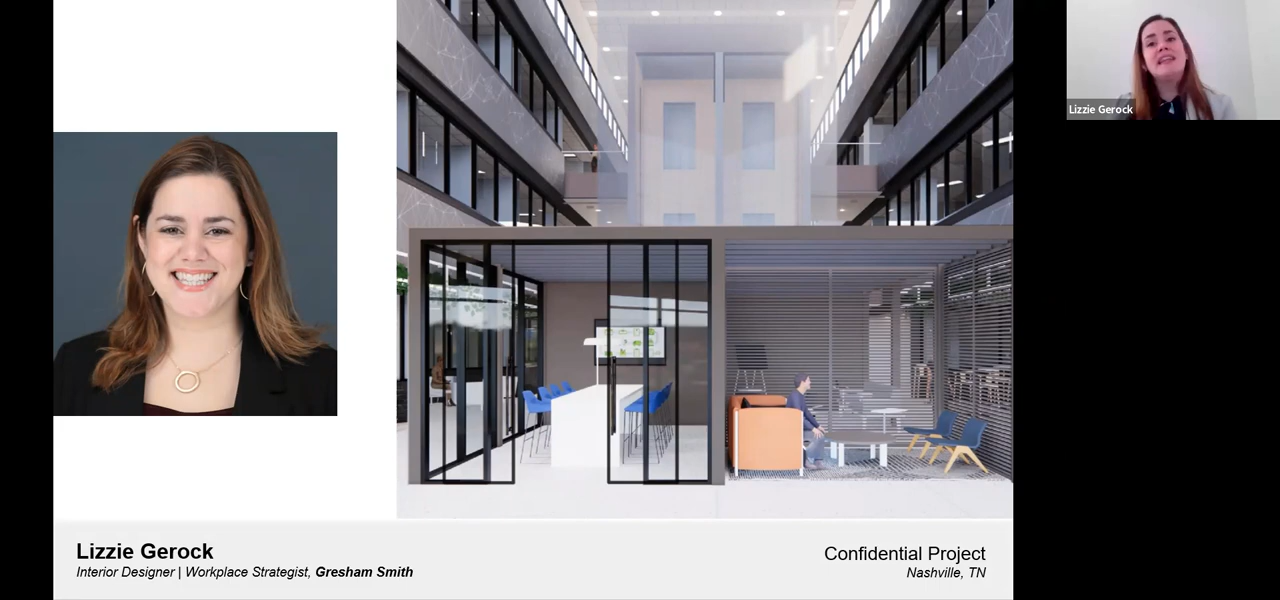 Lizzie Gerock
Lizzie Gerock
Interior Designer | Workplace Strategist, Gresham Smith
Confidential Project
Nashville, TN